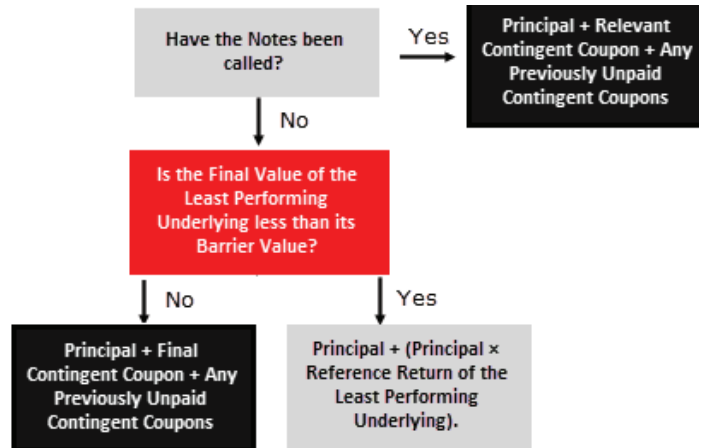 Have the Notes been
called?
Yes
Principal + Relevant
Contingent Coupon + Any
Previously Unpaid
Contingent Coupons
No
Is the Final Value of the
Least Performing
Underlying less than its
Barrier Value?
No
Yes
Principal + Final
Contingent Coupon + Any
Previously Unpaid
Contingent Coupons
Principal + (Principal ×
Reference Return of the
Least Performing
Underlying).